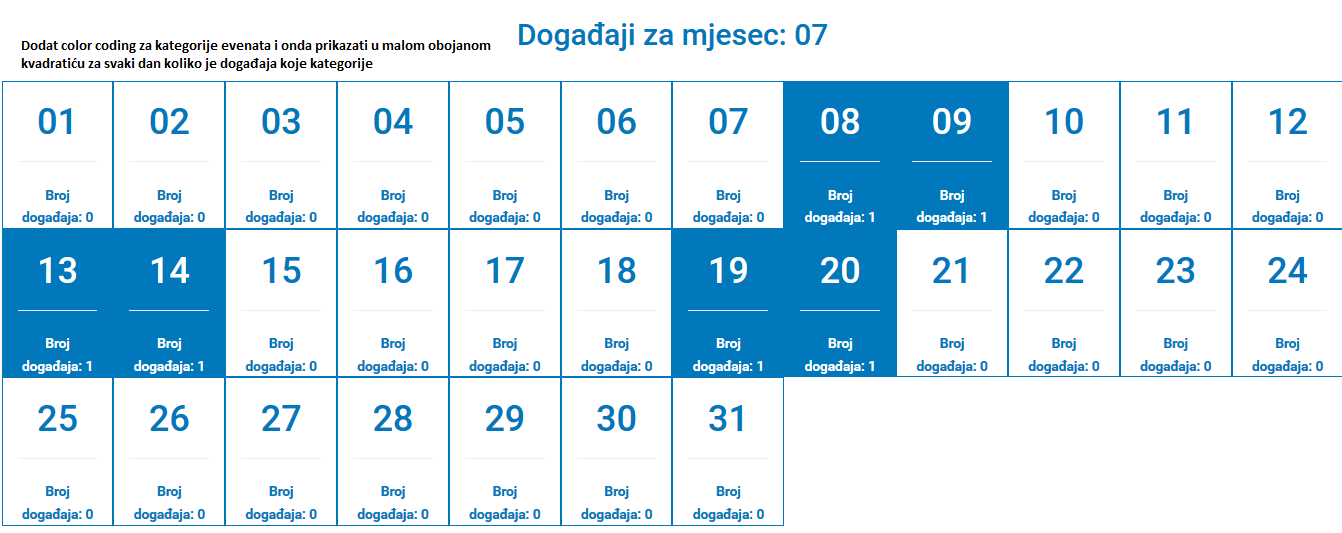 Događaji za mjesec: 07
Dodat color coding za kategorije evenata i onda prikazati u malom obojanom
kvadratiću za svaki dan koliko je događaja koje kategorije
01 02 03 04 05 06 07 08 09 10 11 12
Broj Broj Broj Broj Broj Broj Broj Broj Broj Broj Broj Broj
događaja: 0 događaja: 0 događaja: 0 događaja: 0 događaja: 0 događaja: 0 događaja: 0 događaja: 1 događaja: 1 događaja: 0 događaja: 0 događaja: 0
13 14 15 16 17 18 19 20 21 22 23 24
Broj Broj Broj Broj Broj Broj Broj Broj Broj Broj Broj Broj
događaja: 1 događaja: 1 događaja: 0 događaja: 0 događaja: 0 događaja: 0 događaja: 1 događaja: 1 događaja: 0 događaja: 0 događaja: 0 događaja: 0
25 26 27 28 29 30 31
Broj Broj Broj Broj Broj Broj Broj
događaja: 0 događaja: 0 događaja: 0 događaja: 0 događaja: 0 događaja: 0 događaja: 0